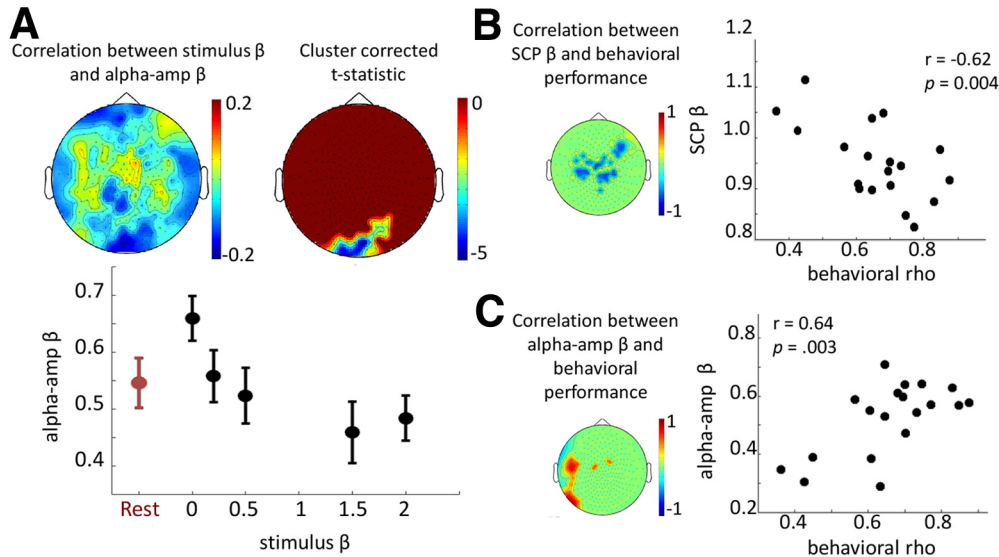 A
Correlation between stimulus β
and alpha-amp β
Cluster corrected
t-statistic
0.2
-0.2
0
-5
alpha-amp β
0.7
0.6
0.5
0.4
Rest
0
0.5
1
1.5
2
stimulus β
B
Correlation between
SCP β and behavioral
performance
1
-1
SCP β
1.2
1.1
1.0
0.9
0.8
r = -0.62
p = 0.004
0.4
0.6
0.8
behavioral rho
C
Correlation between
alpha-amp β and
behavioral
performance
1
-1
alpha-amp β
0.8
0.6
0.4
0.2
r = 0.64
p = .003
0.4
0.6
0.8
behavioral rho